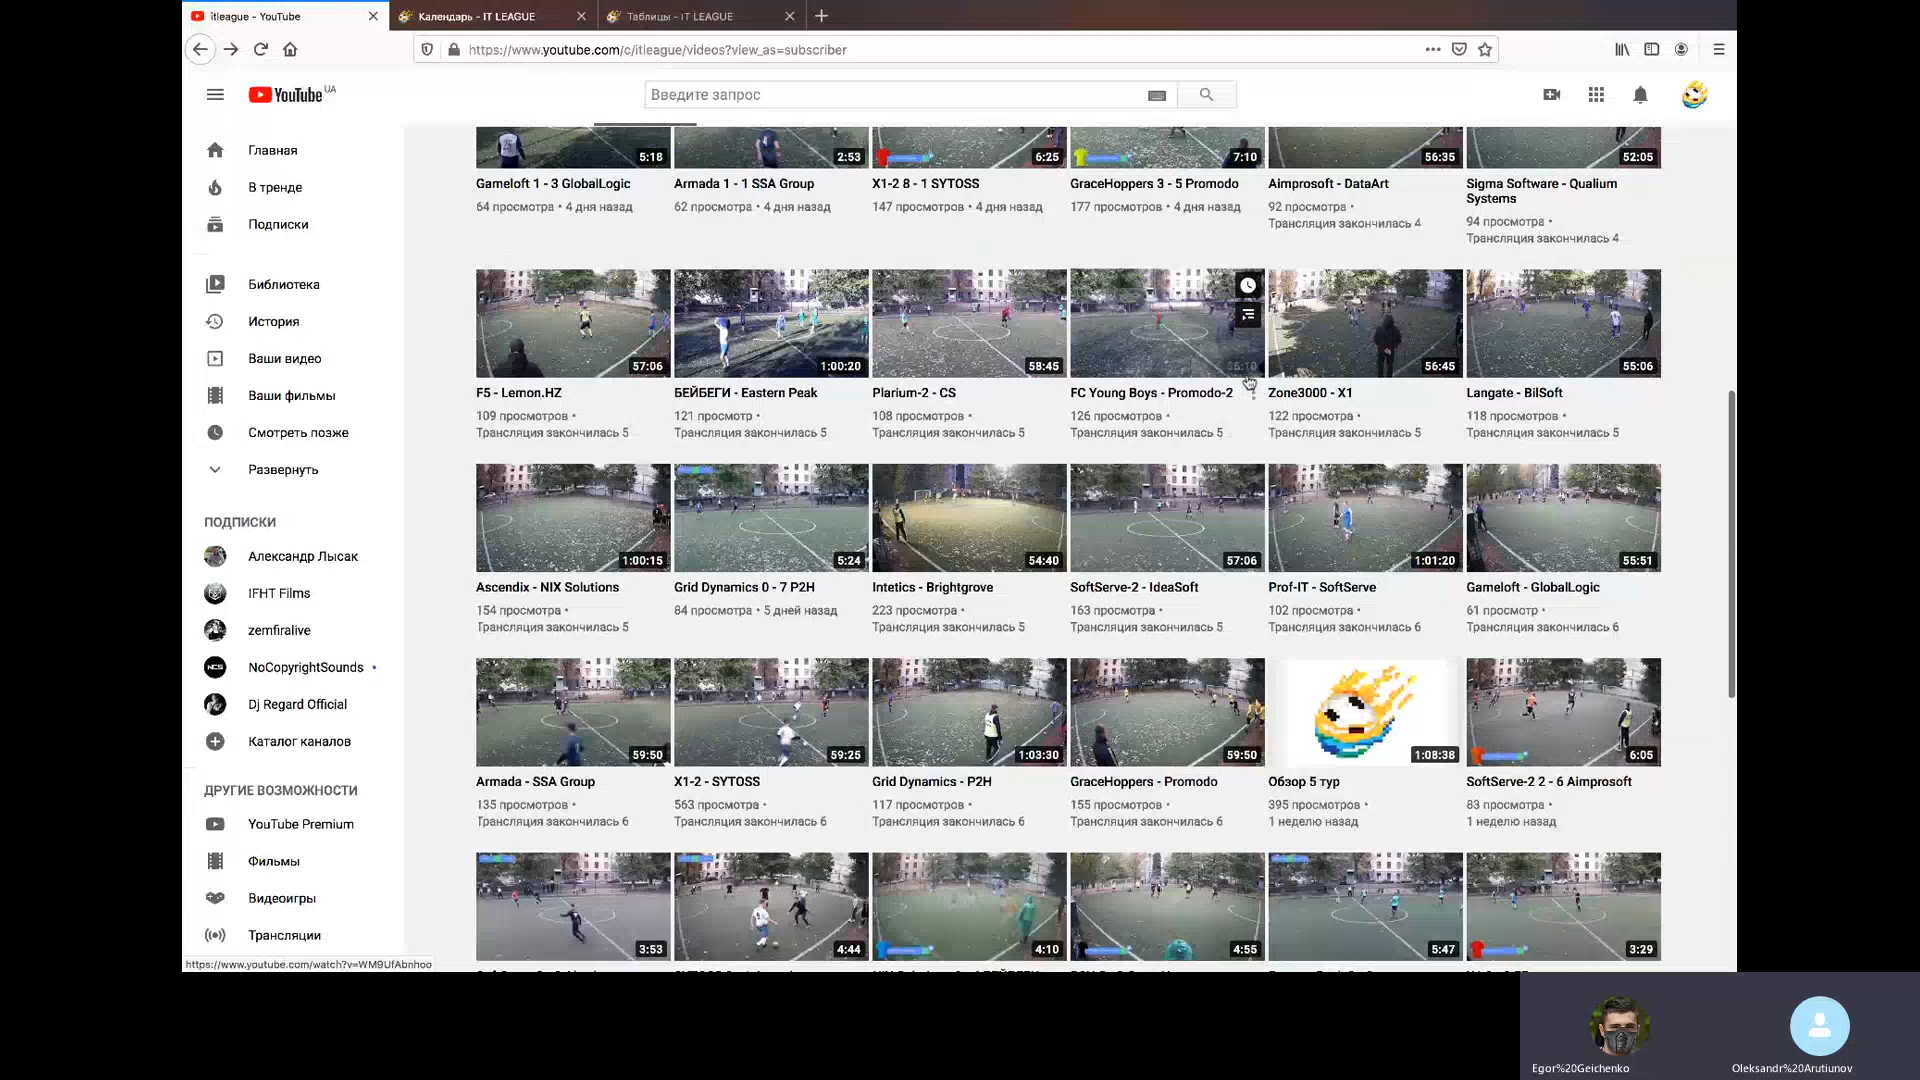 itleague - YouTube
Календарь - IT LEAGUE
Таблицы - IT LEAGUE
https://www.youtube.com/c/itleague/videos?view_as=subscriber
YouTube UA
Введите запрос
Главная
В тренде
Подписки
Библиотека
История
Ваши видео
Ваши фильмы
Смотреть позже
Развернуть
ПОДПИСКИ
Александр Лысак
IFHT Films
zemfiralive
NoCopyrightSounds
Dj Regard Official
Каталог каналов
ДРУГИЕ ВОЗМОЖНОСТИ
YouTube Premium
Фильмы
Видеоигры
Трансляции
https://www.youtube.com/watch?v=WM9UfAbnhoo
5:18
2:53
6:25
7:10
56:35
52:05
Gameloft 1 - 3 GlobalLogic
64 просмотра • 4 дня назад
Armada 1 - 1 SSA Group
62 просмотра • 4 дня назад
X1-2 8 - 1 SYTOSS
147 просмотров • 4 дня назад
GraceHoppers 3 - 5 Promodo
177 просмотров • 4 дня назад
Aimprosoft - DataArt
92 просмотра •
Трансляция закончилась 4
Sigma Software - Qualium
Systems
94 просмотра •
Трансляция закончилась 4
57:06
1:00:20
58:45
56:45
55:06
F5 - Lemon.HZ
109 просмотров •
Трансляция закончилась 5
БЕЙБЕГИ - Eastern Peak
121 просмотр •
Трансляция закончилась 5
Plarium-2 - CS
108 просмотров •
Трансляция закончилась 5
FC Young Boys - Promodo-2
126 просмотров •
Трансляция закончилась 5
Zone3000 - X1
122 просмотра •
Трансляция закончилась 5
Langate - BilSoft
118 просмотров •
Трансляция закончилась 5
1:00:15
5:24
54:40
57:06
1:01:20
55:51
Ascendix - NIX Solutions
154 просмотра •
Трансляция закончилась 5
Grid Dynamics 0 - 7 P2H
84 просмотра • 5 дней назад
Intetics - Brightgrove
223 просмотра •
Трансляция закончилась 5
SoftServe-2 - IdeaSoft
163 просмотра •
Трансляция закончилась 5
Prof-IT - SoftServe
102 просмотра •
Трансляция закончилась 6
Gameloft - GlobalLogic
61 просмотр •
Трансляция закончилась 6
59:50
59:25
1:03:30
59:50
1:08:38
6:05
Armada - SSA Group
135 просмотров •
Трансляция закончилась 6
X1-2 - SYTOSS
563 просмотра •
Трансляция закончилась 6
Grid Dynamics - P2H
117 просмотров •
Трансляция закончилась 6
GraceHoppers - Promodo
155 просмотров •
Трансляция закончилась 6
Обзор 5 тур
395 просмотров •
1 неделю назад
SoftServe-2 2 - 6 Aimprosoft
83 просмотра •
1 неделю назад
3:53
4:44
4:10
4:55
5:47
3:29
Egor%20Geichenko
Oleksandr%20Arutiunov